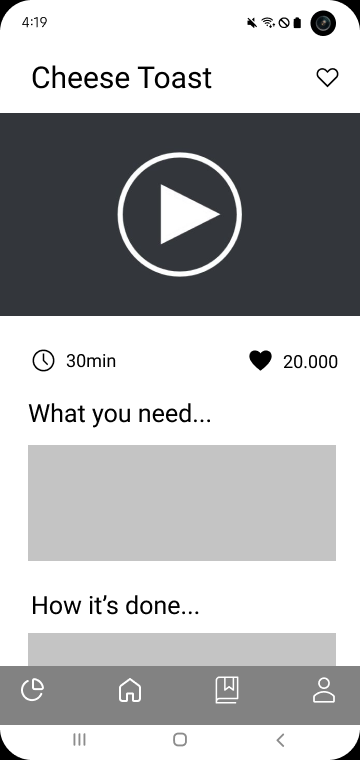 4:19
Cheese Toast
30min
20.000
What you need...
How it’s done...